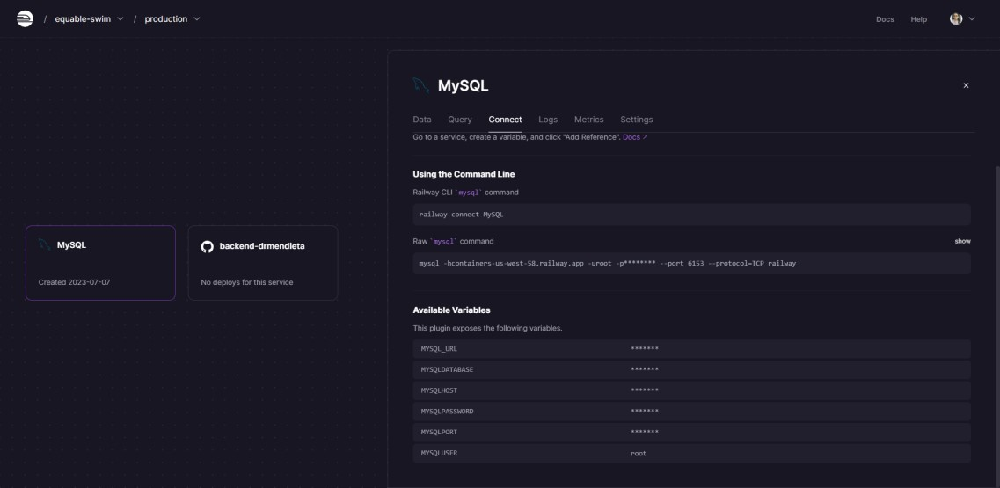 / equable-swim / production
Docs Help
MySQL
Data Query Connect Logs Metrics Settings
Go to a service, create a variable, and click "Add Reference". Docs ↗
Using the Command Line
Railway CLI `mysql` command
railway connect MySQL
Raw `mysql` command show
mysql -hcontainers-us-west-58.railway.app -uroot -p******** --port 6153 --protocol=TCP railway
Available Variables
This plugin exposes the following variables.
MYSQL_URL *******
MYSQLDATABASE *******
MYSQLHOST *******
MYSQLPASSWORD *******
MYSQLPORT *******
MYSQLUSER root
MySQL
Created 2023-07-07
backend-drmendieta
No deploys for this service